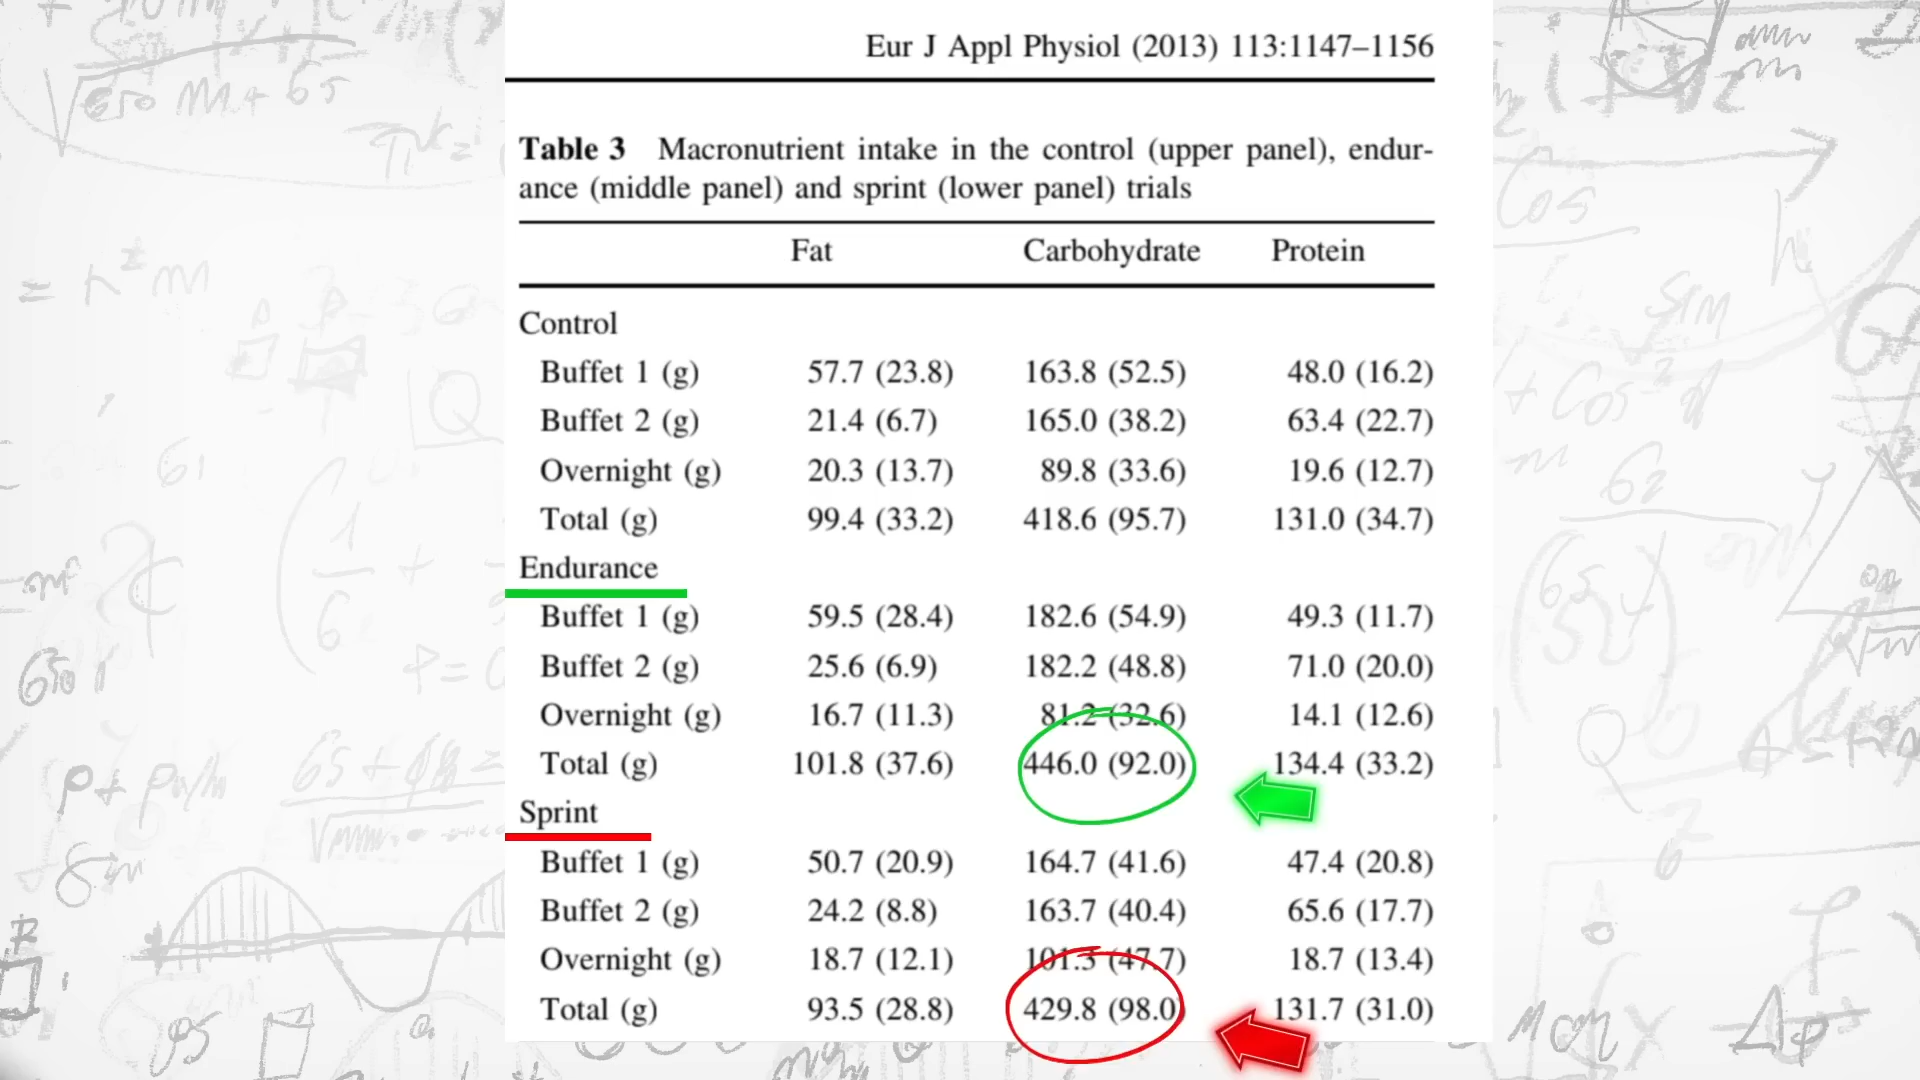 Eur J Appl Physiol (2013) 113:1147–1156
Table 3 Macronutrient intake in the control (upper panel), endur-
ance (middle panel) and sprint (lower panel) trials
Fat Carbohydrate Protein
Control
Buffet 1 (g) 57.7 (23.8) 163.8 (52.5) 48.0 (16.2)
Buffet 2 (g) 21.4 (6.7) 165.0 (38.2) 63.4 (22.7)
Overnight (g) 20.3 (13.7) 89.8 (33.6) 19.6 (12.7)
Total (g) 99.4 (33.2) 418.6 (95.7) 131.0 (34.7)
Endurance
Buffet 1 (g) 59.5 (28.4) 182.6 (54.9) 49.3 (11.7)
Buffet 2 (g) 25.6 (6.9) 182.2 (48.8) 71.0 (20.0)
Overnight (g) 16.7 (11.3) 81.2 (32.6) 14.1 (12.6)
Total (g) 101.8 (37.6) 446.0 (92.0) 134.4 (33.2)
Sprint
Buffet 1 (g) 50.7 (20.9) 164.7 (41.6) 47.4 (20.8)
Buffet 2 (g) 24.2 (8.8) 163.7 (40.4) 65.6 (17.7)
Overnight (g) 18.7 (12.1) 101.3 (47.7) 18.7 (13.4)
Total (g) 93.5 (28.8) 429.8 (98.0) 131.7 (31.0)